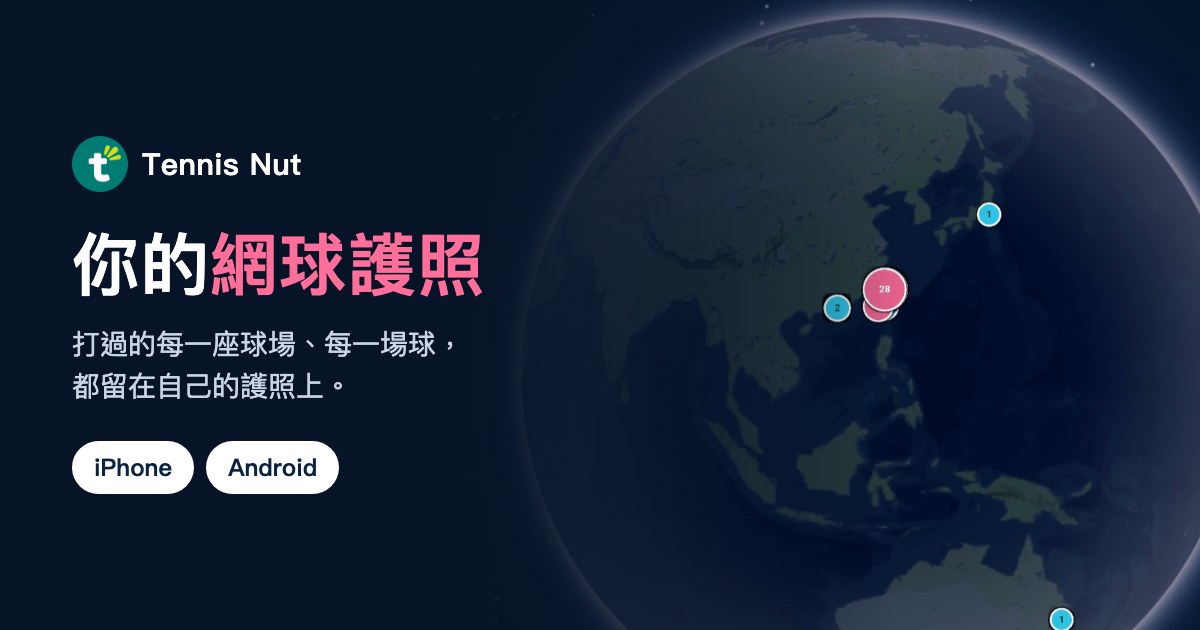 Tennis Nut
你的網球護照
打過的每一座球場、每一場球，
都留在自己的護照上。
iPhone
Android
1
28
2
1